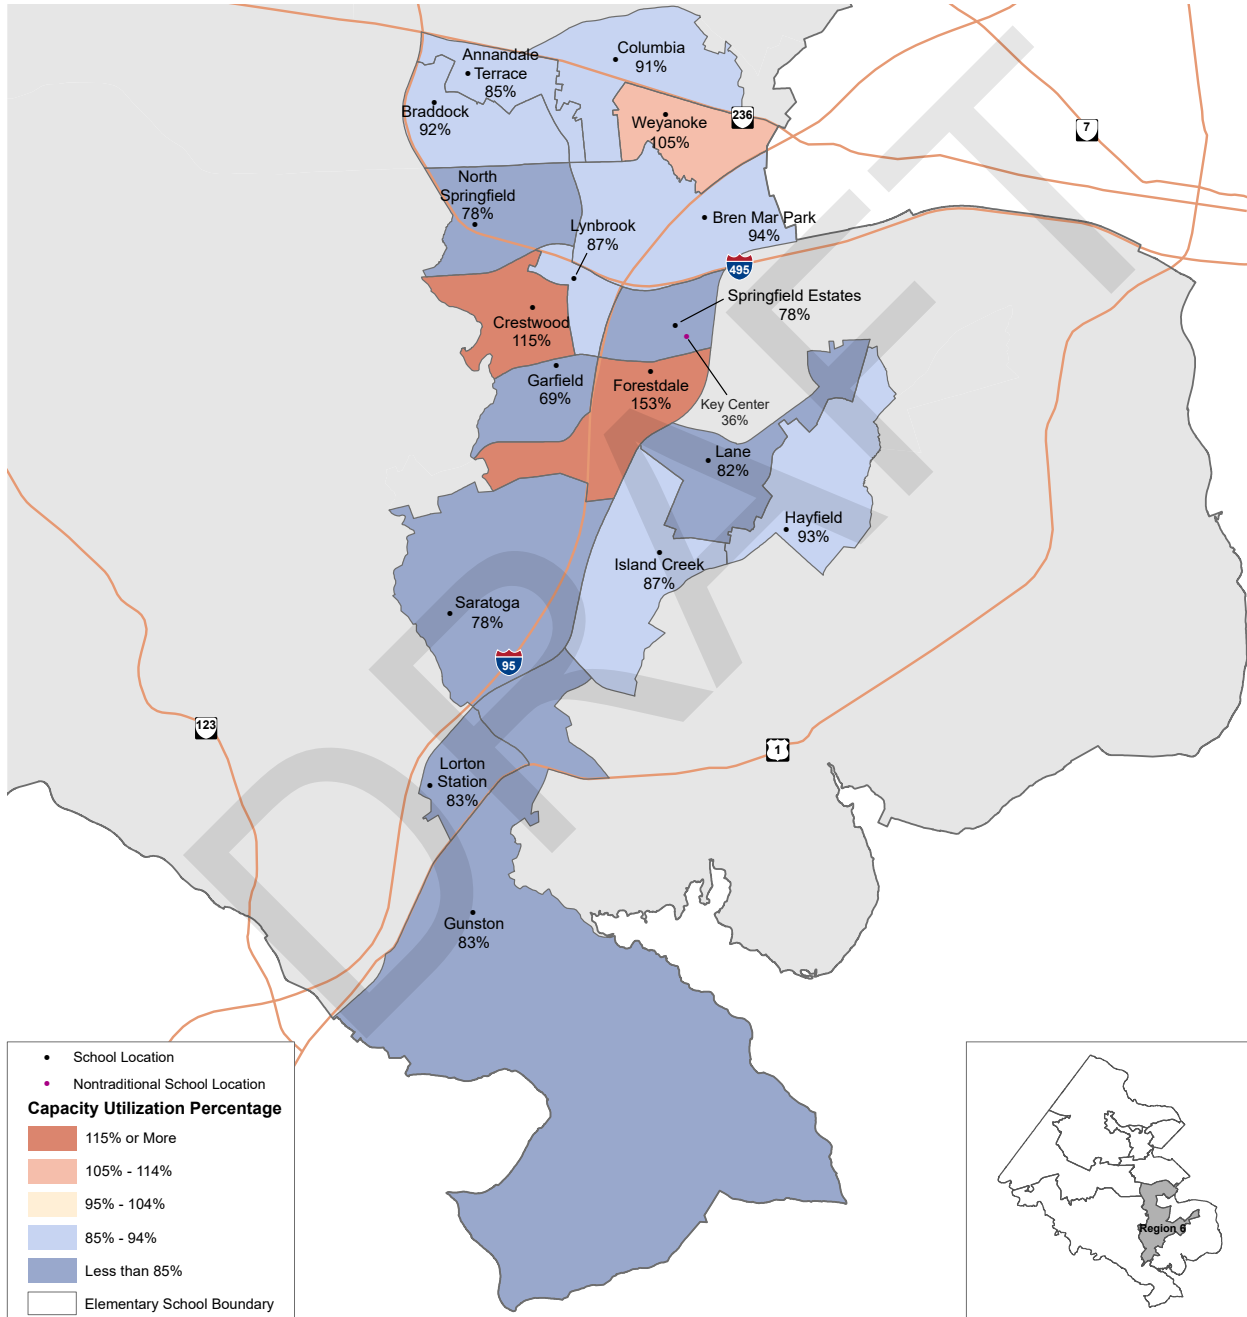 Columbia
91%
Annandale
Terrace
85%
Braddock
92%
Weyanoke
105%
236
7
North
Springfield
78%
Lynbrook
87%
Bren Mar Park
94%
495
Springfield Estates
78%
Crestwood
115%
Garfield
69%
Forestdale
153%
Key Center
36%
Lane
82%
Hayfield
93%
Island Creek
87%
Saratoga
78%
95
123
1
Lorton
Station
83%
Gunston
83%
DRAFT
School Location
Nontraditional School Location
Capacity Utilization Percentage
115% or More
105% - 114%
95% - 104%
85% - 94%
Less than 85%
Elementary School Boundary
Region 6